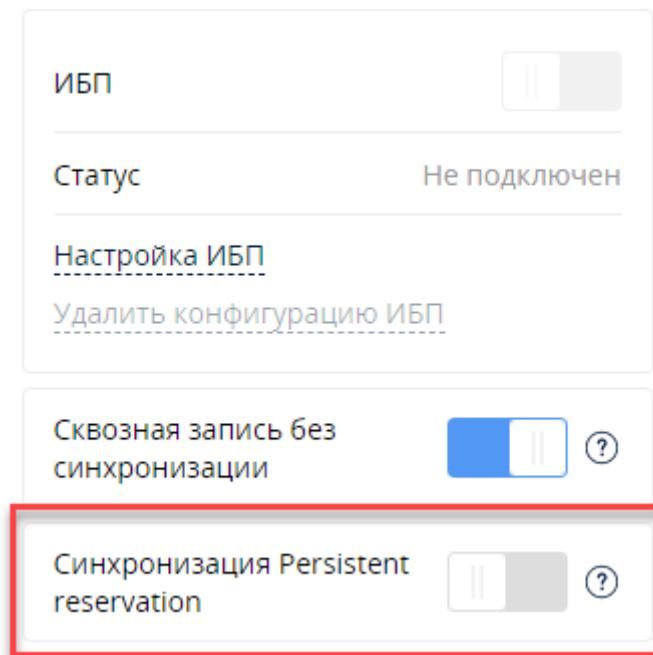 ИБП
Статус Не подключен
Настройка ИБП
Удалить конфигурацию ИБП
Сквозная запись без
синхронизации ?
Синхронизация Persistent
reservation ?